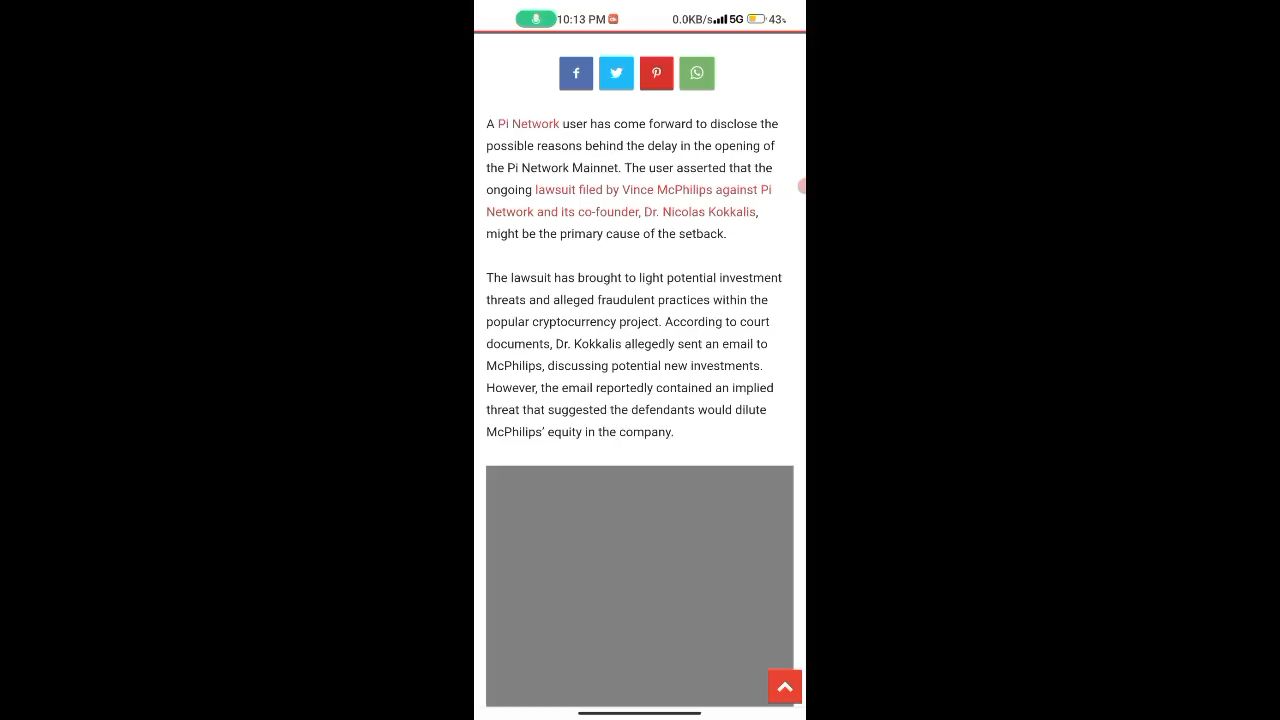 10:13 PM 0.0KB/s 5G 43%
f
A Pi Network user has come forward to disclose the
possible reasons behind the delay in the opening of
the Pi Network Mainnet. The user asserted that the
ongoing lawsuit filed by Vince McPhilips against Pi
Network and its co-founder, Dr. Nicolas Kokkalis,
might be the primary cause of the setback.
The lawsuit has brought to light potential investment
threats and alleged fraudulent practices within the
popular cryptocurrency project. According to court
documents, Dr. Kokkalis allegedly sent an email to
McPhilips, discussing potential new investments.
However, the email reportedly contained an implied
threat that suggested the defendants would dilute
McPhilips’ equity in the company.